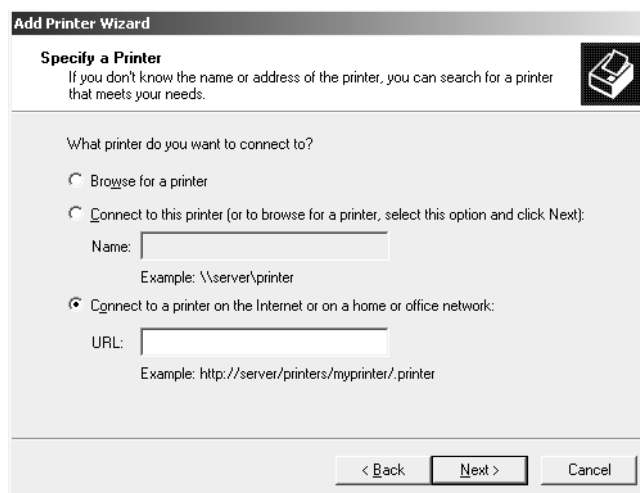 Add Printer Wizard
Specify a Printer
If you don't know the name or address of the printer, you can search for a printer
that meets your needs.
What printer do you want to connect to?
Browse for a printer
Connect to this printer (or to browse for a printer, select this option and click Next):
Name:
Example: \\server\printer
Connect to a printer on the Internet or on a home or office network:
URL:
Example: http://server/printers/myprinter/.printer
< Back Next > Cancel